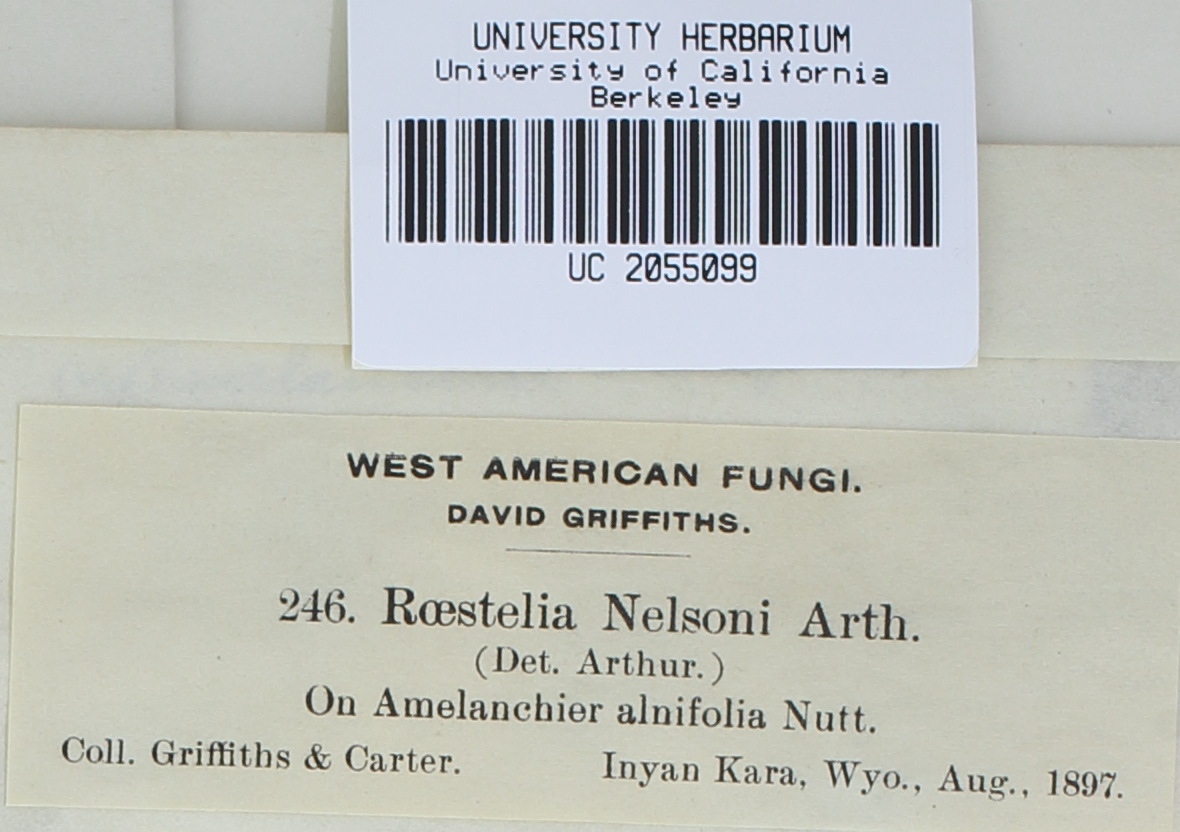 UNIVERSITY HERBARIUM
University of California
Berkeley
UC 2055099
WEST AMERICAN FUNGI.
DAVID GRIFFITHS.
246. Rœstelia Nelsoni Arth.
(Det. Arthur.)
On Amelanchier alnifolia Nutt.
Coll. Griffiths & Carter. Inyan Kara, Wyo., Aug., 1897.